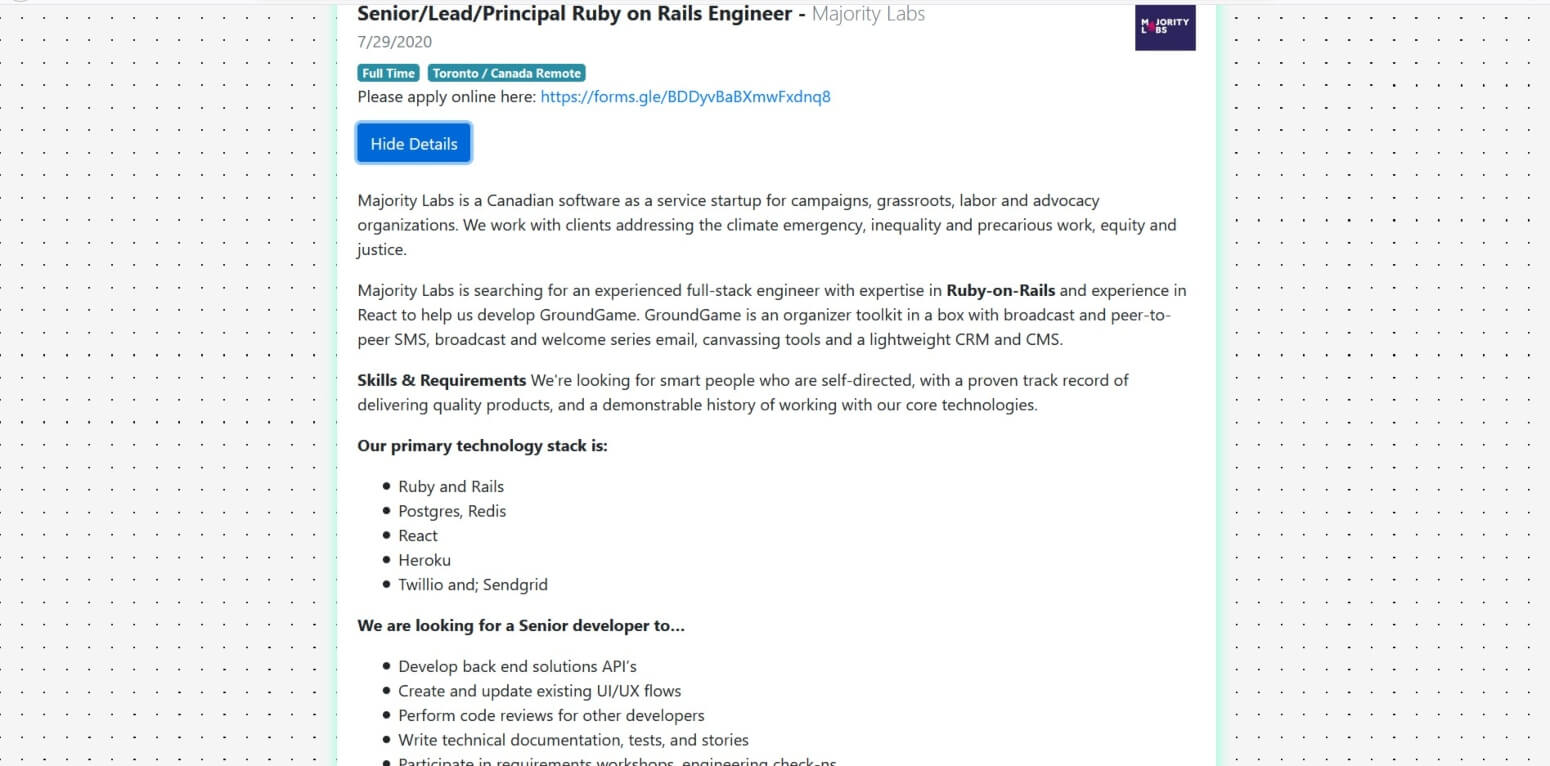 Senior/Lead/Principal Ruby on Rails Engineer - Majority Labs
M JORITY
L BS
7/29/2020
Full Time Toronto / Canada Remote
Please apply online here: https://forms.gle/BDDyvBaBXmwFxdnq8
Hide Details
Majority Labs is a Canadian software as a service startup for campaigns, grassroots, labor and advocacy
organizations. We work with clients addressing the climate emergency, inequality and precarious work, equity and
justice.
Majority Labs is searching for an experienced full-stack engineer with expertise in Ruby-on-Rails and experience in
React to help us develop GroundGame. GroundGame is an organizer toolkit in a box with broadcast and peer-to-
peer SMS, broadcast and welcome series email, canvassing tools and a lightweight CRM and CMS.
Skills & Requirements We're looking for smart people who are self-directed, with a proven track record of
delivering quality products, and a demonstrable history of working with our core technologies.
Our primary technology stack is:
Ruby and Rails
Postgres, Redis
React
Heroku
Twillio and; Sendgrid
We are looking for a Senior developer to...
Develop back end solutions API's
Create and update existing UI/UX flows
Perform code reviews for other developers
Write technical documentation, tests, and stories
Participate in requirements workshops, engineering check-ns